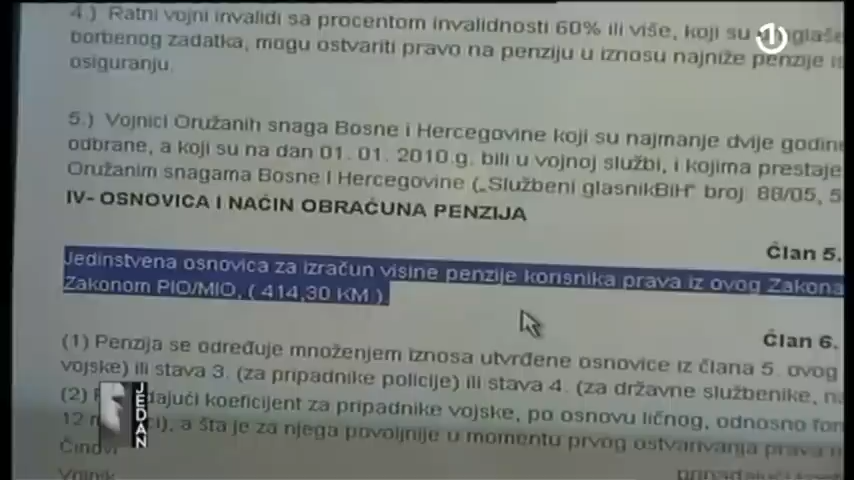 4.) Ratni vojni invalidi sa procentom invalidnosti 60% ili više, koji su
borbenog zadatka, mogu ostvariti pravo na penziju u iznosu najniže penzije
osiguranju.
5.) Vojnici Oružanih snaga Bosne i Hercegovine koji su najmanje dvije godine
odbrane, a koji su na dan 01. 01. 2010.g. bili u vojnoj službi, i kojima prestaje
Oružanim snagama Bosne i Hercegovine („Službeni glasnikBiH“ broj: 88/05, 5
IV- OSNOVICA I NAČIN OBRAČUNA PENZIJA
Član 5.
Jedinstvena osnovica za izračun visine penzije korisnika prava iz ovog Zakona
Zakonom PIO/MIO, ( 414,30 KM ).
Član 6.
(1) Penzija se određuje množenjem iznosa utvrđene osnovice iz člana 5. ovog
vojske) ili stava 3. (za pripadnike policije) ili stava 4. (za državne službenike,
(2) koeficijent za pripadnike vojske, po osnovu ličnog, odnosno
12 a šta je za njega povoljnije u momentu prvog ostvarivanja prava
Vojnik
JEDAN
1